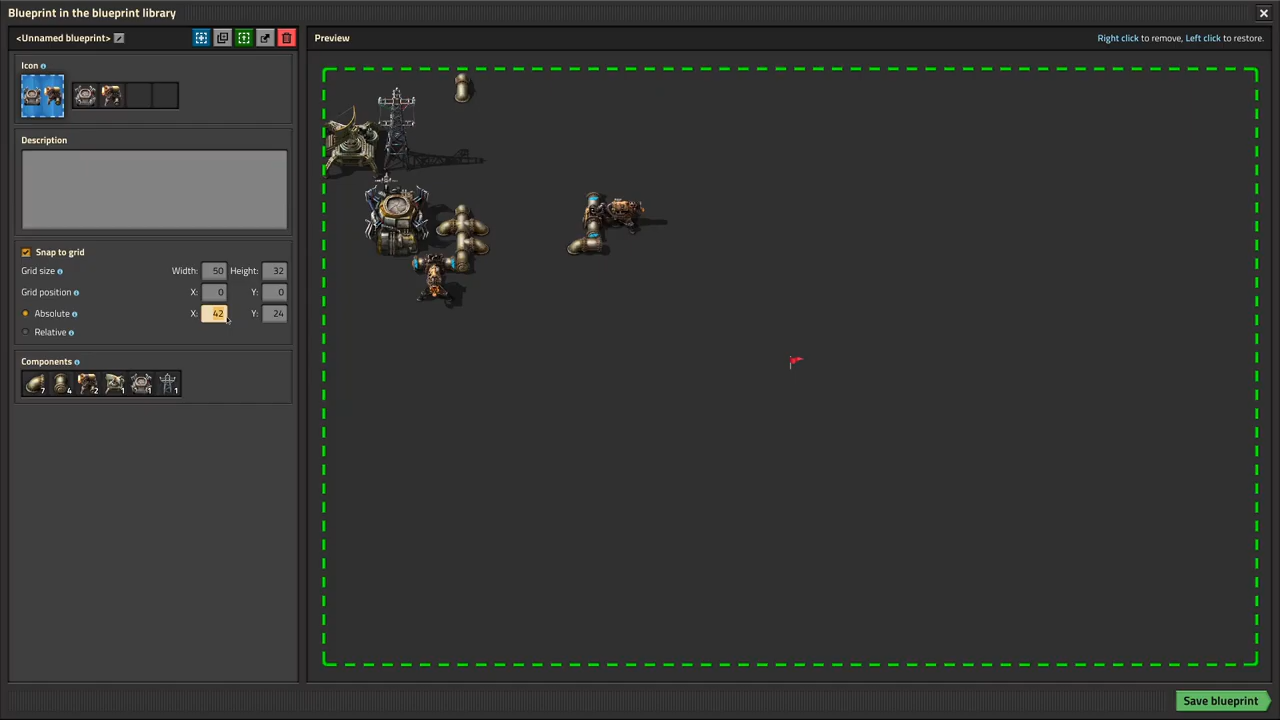 Blueprint in the blueprint library
<Unnamed blueprint>
Preview
Right click to remove, Left click to restore.
Icon
Description
Snap to grid
Grid size Width: 50 Height: 32
Grid position X: 0 Y: 0
Absolute X: 42 Y: 24
Relative
Components
7 4 2 1 1 1
Save blueprint